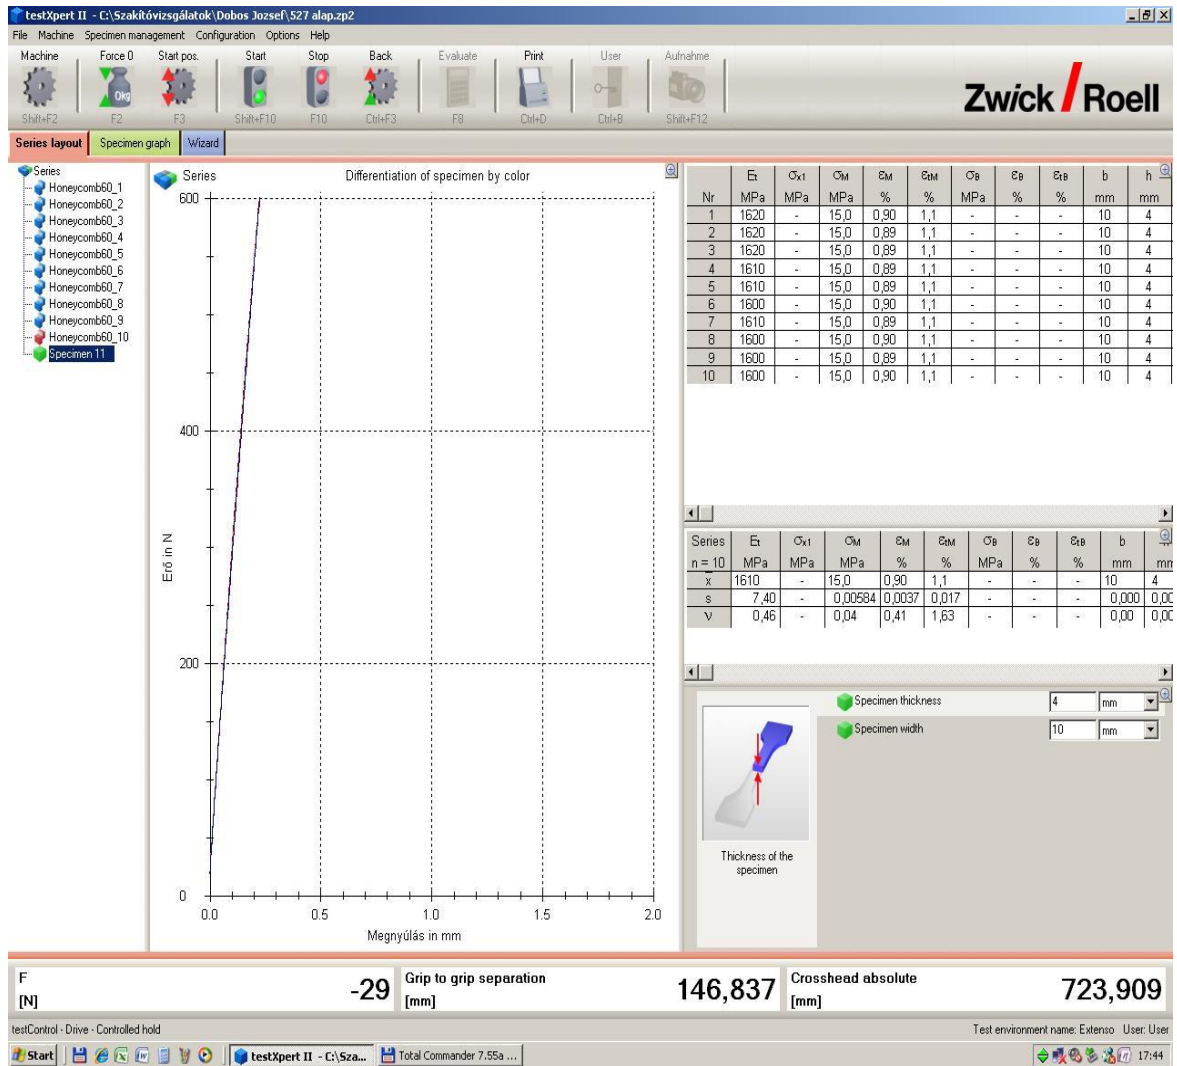 testXpert II - C:\Szakítóvizsgálatok\Dobos Jozsef\527 alap.zp2
File Machine Specimen management Configuration Options Help
Machine Force 0 Start pos. Start Stop Back Evaluate Print User Aufnahme
0kg
Shift+F2 F2 F3 Shift+F10 F10 Ctrl+F3 F8 Ctrl+D Ctrl+B Shift+F12
Zwick / Roell
Series layout Specimen graph Wizard
Series
Honeycomb60_1
Honeycomb60_2
Honeycomb60_3
Honeycomb60_4
Honeycomb60_5
Honeycomb60_6
Honeycomb60_7
Honeycomb60_8
Honeycomb60_9
Honeycomb60_10
Specimen 11
Series Differentiation of specimen by color
600
400
200
0
Erő in N
0.0 0.5 1.0 1.5 2.0
Megnyúlás in mm
Et σx1 σM εM εtM σB εB εtB b h
Nr MPa MPa MPa % % MPa % % mm mm
1 1620 - 15,0 0,90 1,1 - - - 10 4
2 1620 - 15,0 0,89 1,1 - - - 10 4
3 1620 - 15,0 0,89 1,1 - - - 10 4
4 1610 - 15,0 0,89 1,1 - - - 10 4
5 1610 - 15,0 0,89 1,1 - - - 10 4
6 1600 - 15,0 0,90 1,1 - - - 10 4
7 1610 - 15,0 0,89 1,1 - - - 10 4
8 1600 - 15,0 0,90 1,1 - - - 10 4
9 1600 - 15,0 0,89 1,1 - - - 10 4
10 1600 - 15,0 0,90 1,1 - - - 10 4
Series Et σx1 σM εM εtM σB εB εtB b
n = 10 MPa MPa MPa % % MPa % % mm mm
x̄ 1610 - 15,0 0,90 1,1 - - - 10 4
s 7,40 - 0,00584 0,0037 0,017 - - - 0,000 0,00
ν 0,46 - 0,04 0,41 1,63 - - - 0,00 0,00
Specimen thickness 4 mm
Specimen width 10 mm
Thickness of the
specimen
F
[N]
-29
Grip to grip separation
[mm]
146,837
Crosshead absolute
[mm]
723,909
testControl - Drive - Controlled hold Test environment name: Extenso User: User
Start testXpert II - C:\Sza... Total Commander 7.55a ... 17:44